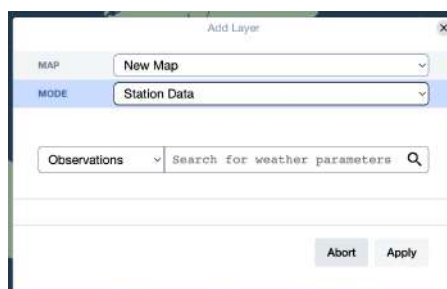 Add Layer
MAP New Map
MODE Station Data
Observations Search for weather parameters
Abort Apply